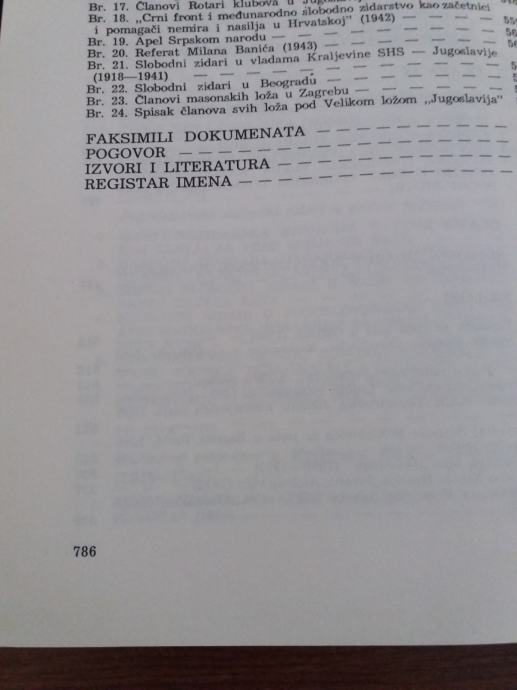 Br. 17. Članovi Rotari klubova u
Br. 18. „Crni front i međunarodno slobodno zidarstvo kao začetnici
i pomagači nemira i nasilja u Hrvatskoj” (1942) — — — —
Br. 19. Apel Srpskom narodu — — — — — — — —
Br. 20. Referat Milana Banića (1943) — — — — — — —
Br. 21. Slobodni zidari u vladama Kraljevine SHS — Jugoslavije
(1918—1941) — — — — — — — — — — —
Br. 22. Slobodni zidari u Beogradu — — — — — — —
Br. 23. Članovi masonskih loža u Zagrebu — — — — — —
Br. 24. Spisak članova svih loža pod Velikom ložom „Jugoslavija”
FAKSIMILI DOKUMENATA — — — — — — — — —
POGOVOR — — — — — — — — — — — — — —
IZVORI I LITERATURA — — — — — — — — — —
REGISTAR IMENA — — — — — — — — — — — —
786